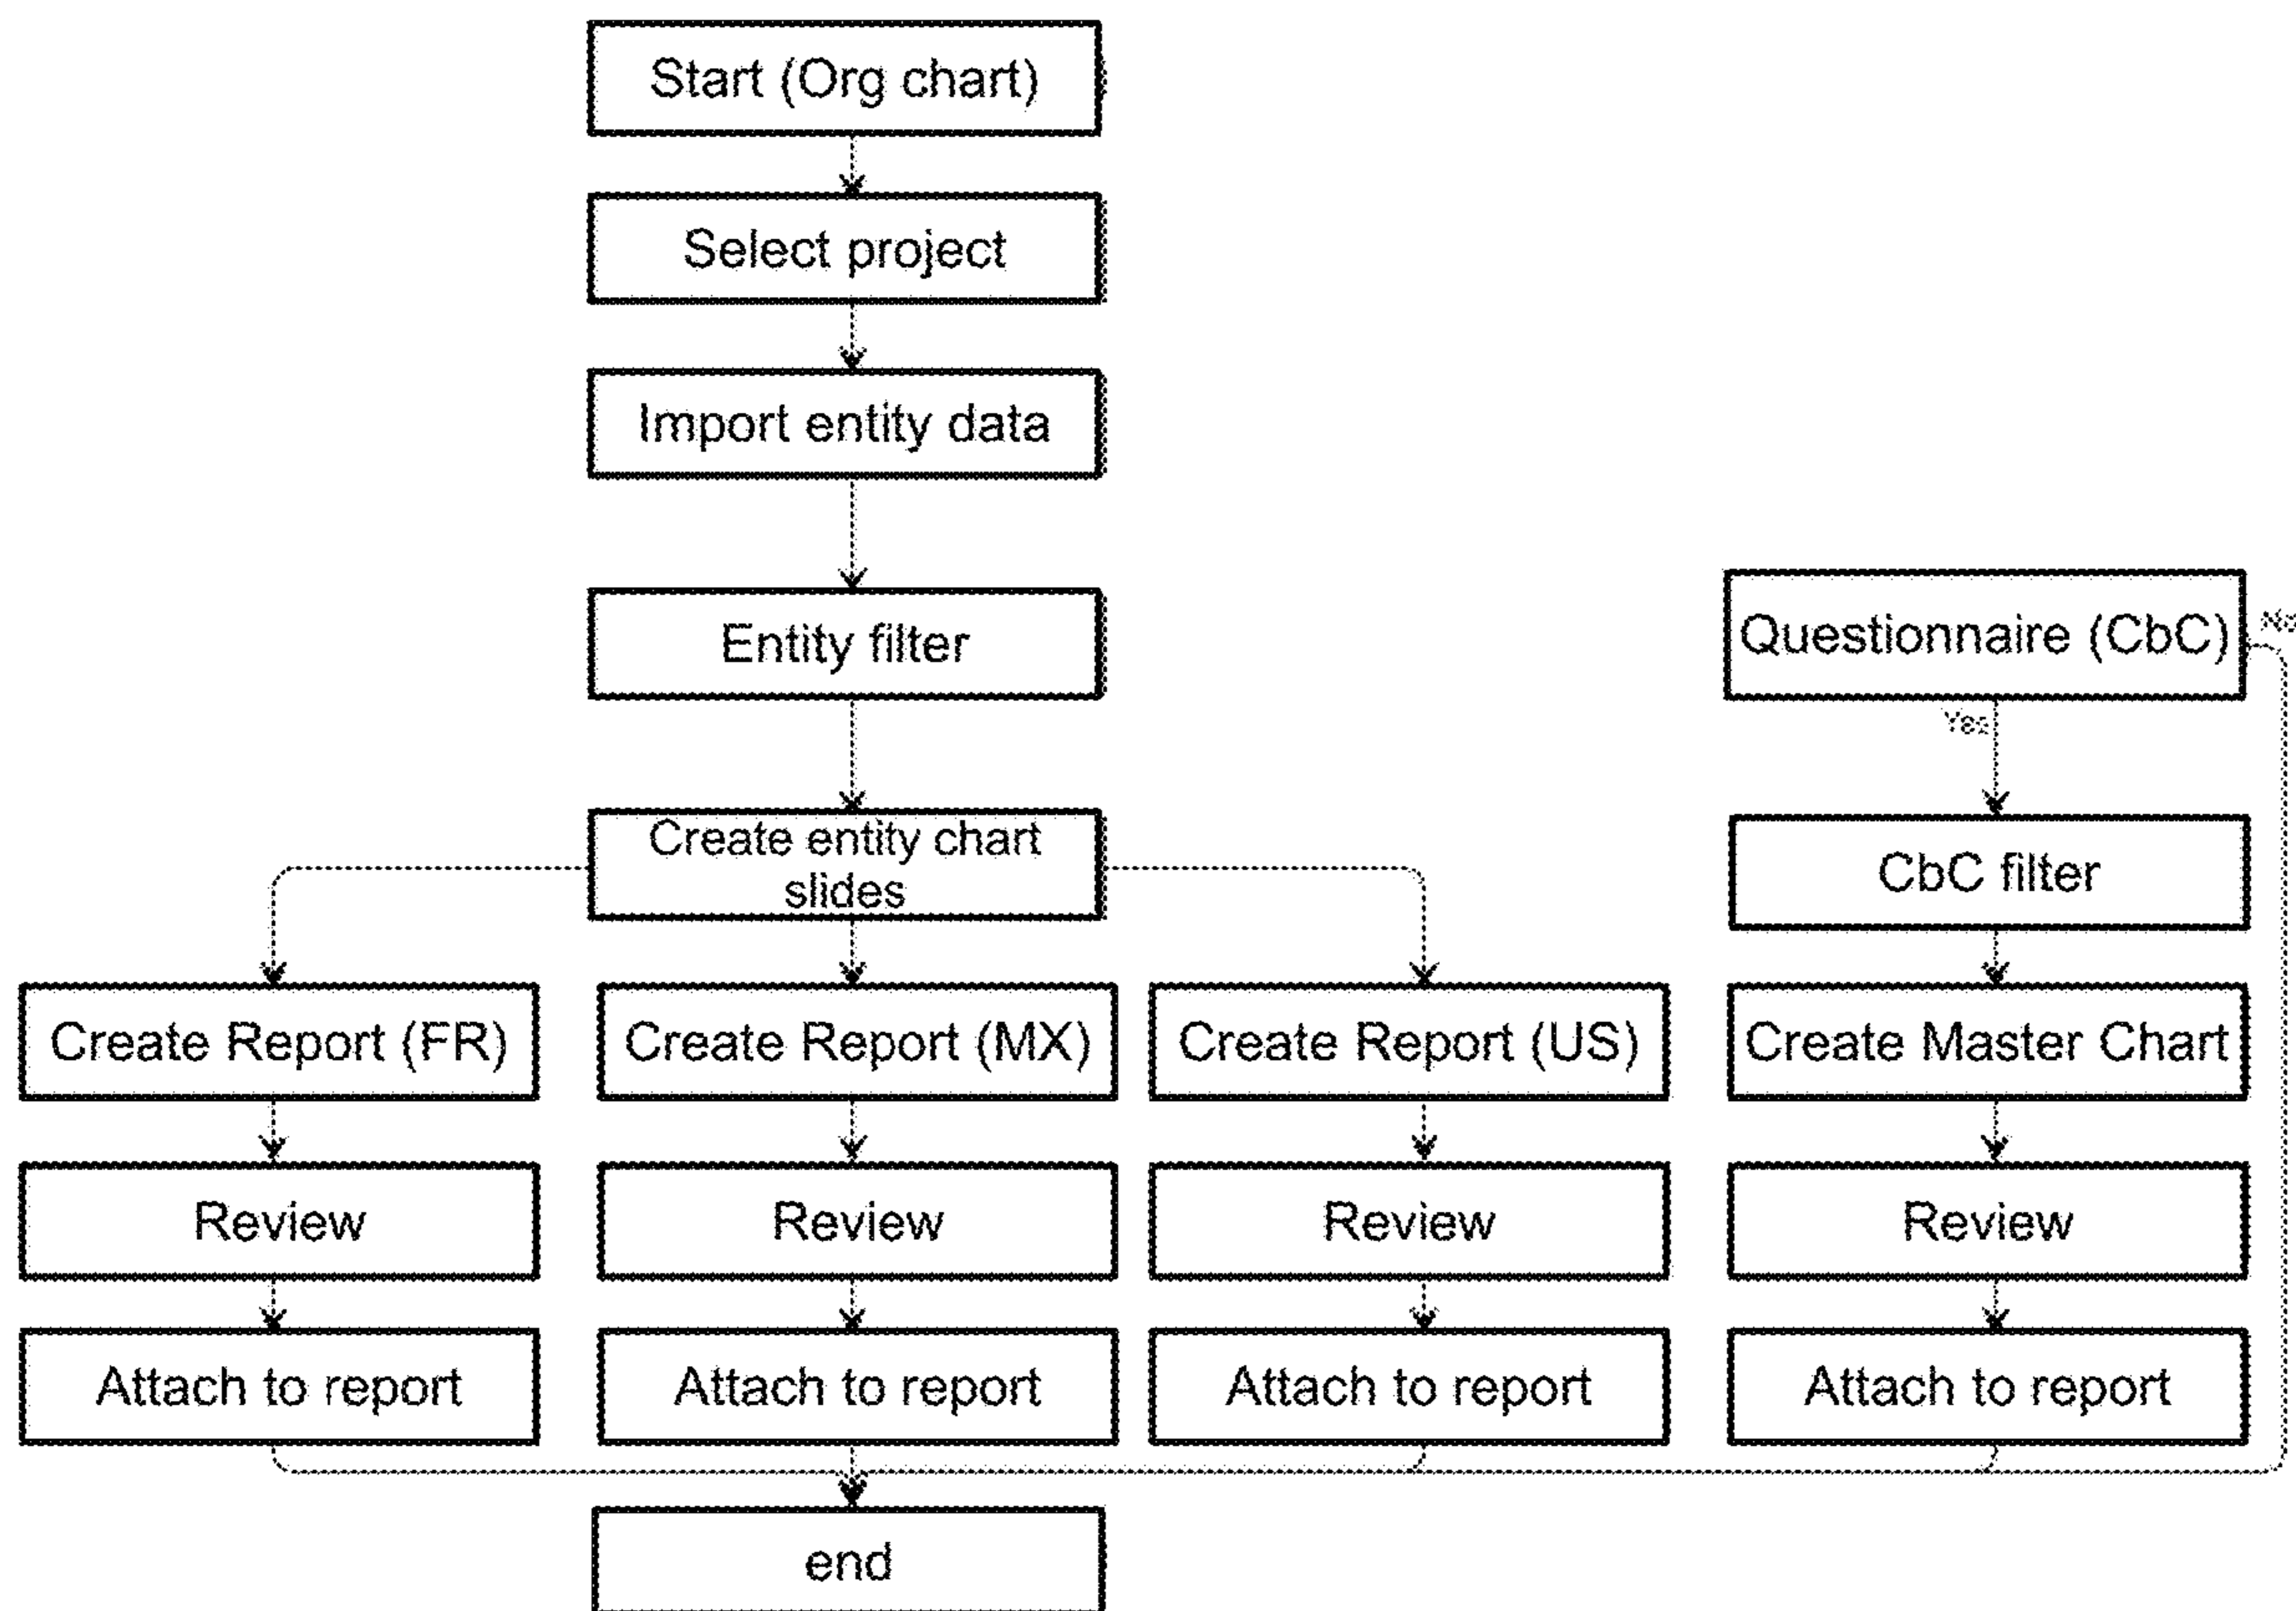 Start (Org chart)
Select project
Import entity data
Entity filter
Questionnaire (CbC)
No
Yes
Create entity chart
slides
CbC filter
Create Report (FR)
Create Report (MX)
Create Report (US)
Create Master Chart
Review
Review
Review
Review
Attach to report
Attach to report
Attach to report
Attach to report
end